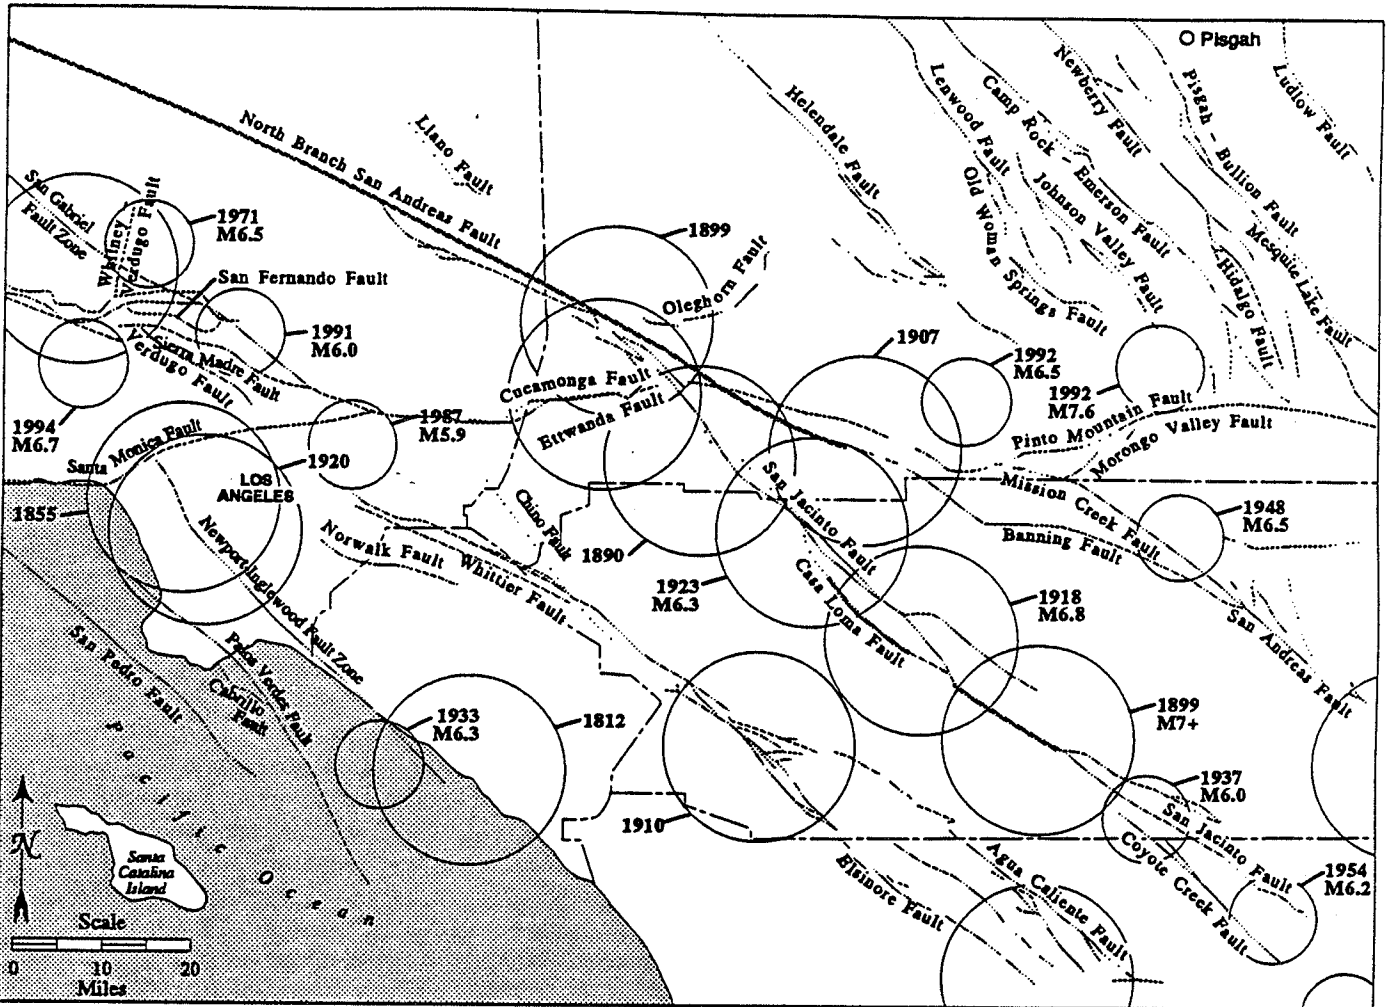 Pisgah
North Branch San Andreas Fault
Llano Fault
Helendale Fault
Lenwood Fault
Camp Rock - Emerson Fault
Newberry Fault
Pisgah - Bullion Fault
Ludlow Fault
Old Woman Springs Fault
Johnson Valley Fault
Hidalgo Fault
Mesquite Lake Fault
San Gabriel
Fault Zone
Whitney
Verdugo Fault
1971
M6.5
San Fernando Fault
1899
Oleghorn Fault
1991
M6.0
Sierra Madre Fault
Verdugo Fault
1907
1992
M6.5
1992
M7.6
Cucamonga Fault
Ettwanda Fault
1987
M5.9
1994
M6.7
Santa Monica Fault
1920
LOS
ANGELES
Pinto Mountain Fault
Morongo Valley Fault
1855
San Jacinto Fault
Mission Creek Fault
Banning Fault
1948
M6.5
Chino Fault
Norwalk Fault
Whittier Fault
1890
Newport Inglewood Fault Zone
1923
M6.3
Casa Loma Fault
1918
M6.8
San Andreas Fault
San Pedro Fault
Palos Verdes Fault
Cabrillo
Fault
1933
M6.3
1812
1899
M7+
Pacific Ocean
1937
M6.0
1910
San Jacinto Fault
Coyote Creek Fault
Agua Caliente Fault
Elsinore Fault
1954
M6.2
N
Santa
Catalina
Island
Scale
0 10 20
Miles